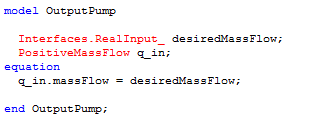 model OutputPump
Interfaces.RealInput_ desiredMassFlow;
PositiveMassFlow q_in;
equation
q_in.massFlow = desiredMassFlow;
end OutputPump;